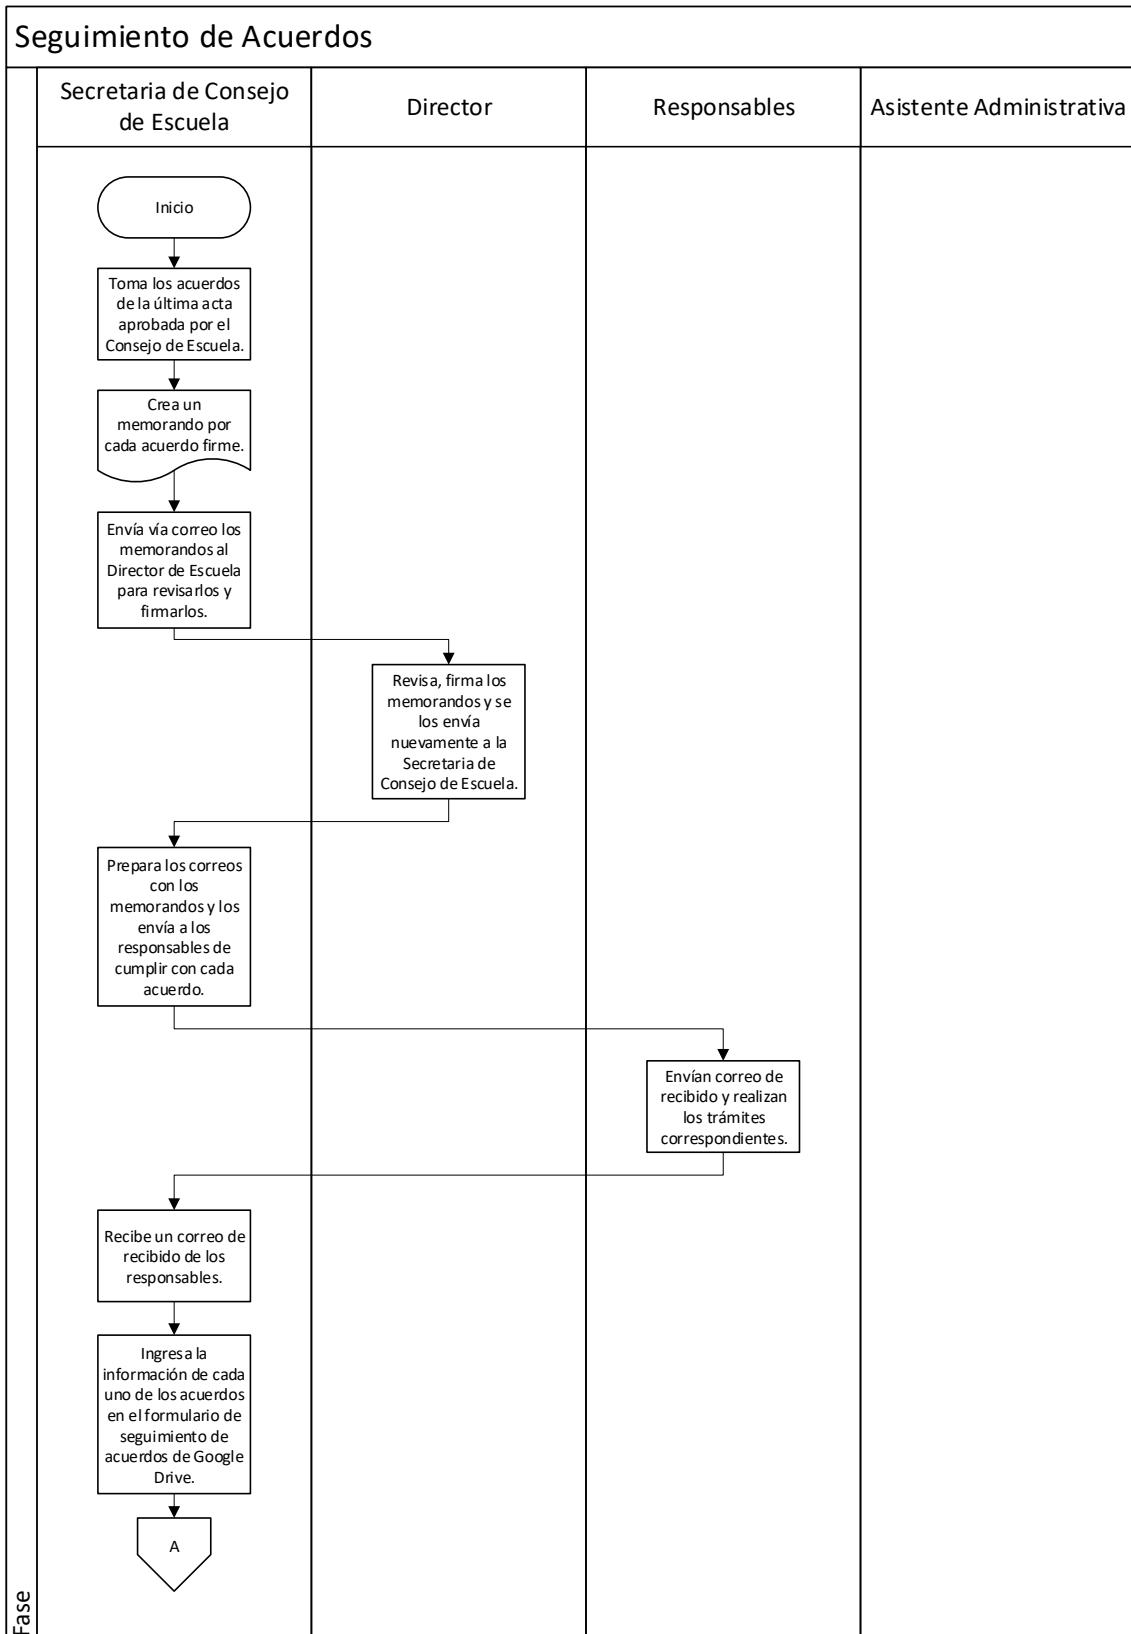 Seguimiento de Acuerdos
Secretaria de Consejo
de Escuela
Director
Responsables
Asistente Administrativa
Inicio
Toma los acuerdos
de la última acta
aprobada por el
Consejo de Escuela.
Crea un
memorando por
cada acuerdo firme.
Envía vía correo los
memorandos al
Director de Escuela
para revisarlos y
firmarlos.
Revisa, firma los
memorandos y se
los envía
nuevamente a la
Secretaria de
Consejo de Escuela.
Prepara los correos
con los
memorandos y los
envía a los
responsables de
cumplir con cada
acuerdo.
Envían correo de
recibido y realizan
los trámites
correspondientes.
Recibe un correo de
recibido de los
responsables.
Ingresa la
información de cada
uno de los acuerdos
en el formulario de
seguimiento de
acuerdos de Google
Drive.
A
Fase